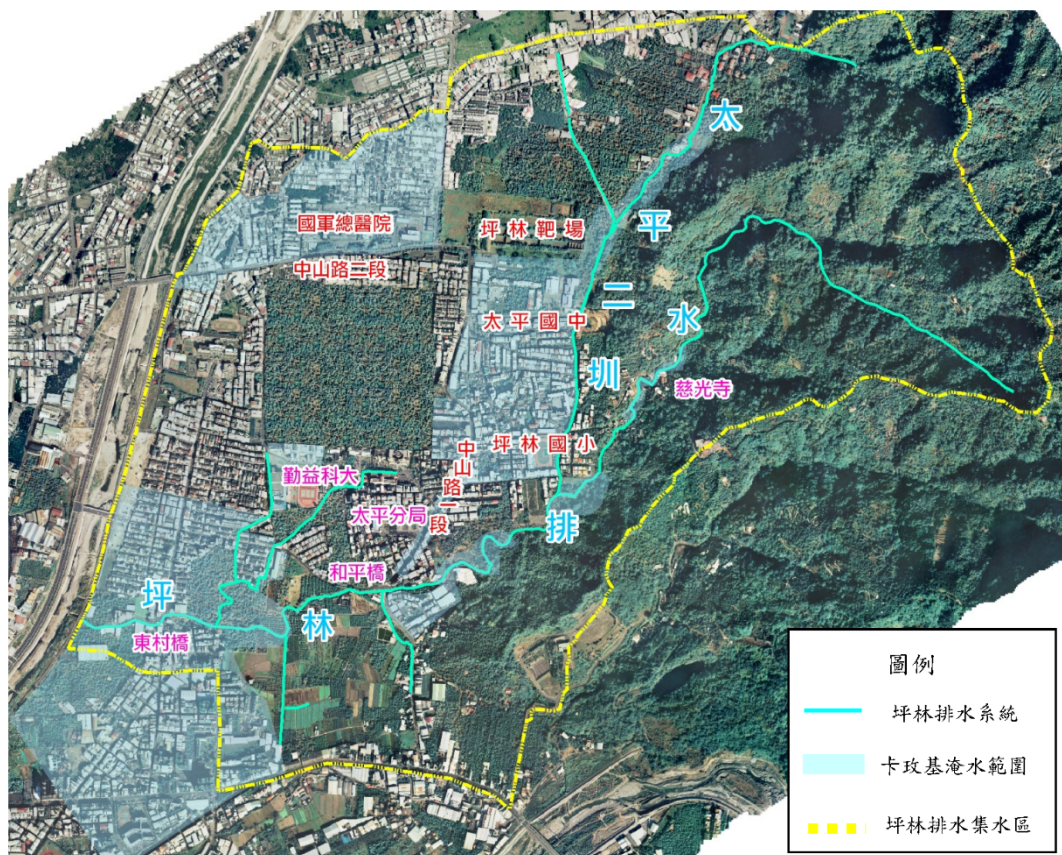 太
國軍總醫院
坪林靶場
平
中山路二段
二
水
太平國中
圳
慈光寺
坪林國小
中山路一段
勤益科大
太平分局
排
和平橋
坪
林
東村橋
圖例
坪林排水系統
卡玫基淹水範圍
坪林排水集水區